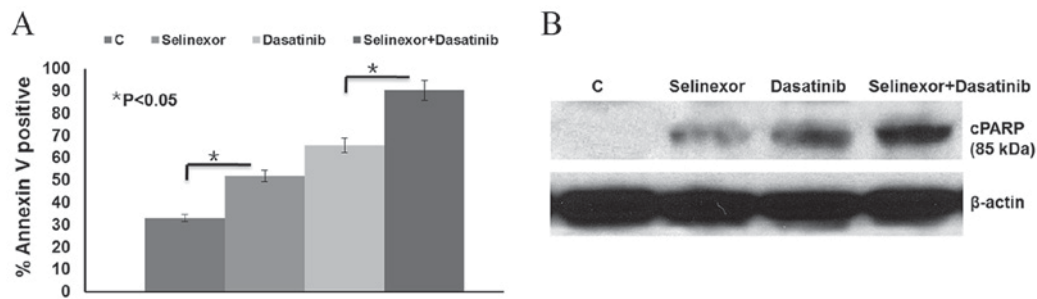 A
C Selinexor Dasatinib Selinexor+Dasatinib
% Annexin V positive
100
90
80
70
60
50
40
30
20
10
0
*P<0.05
*
*
B
C Selinexor Dasatinib Selinexor+Dasatinib
cPARP
(85 kDa)
β-actin